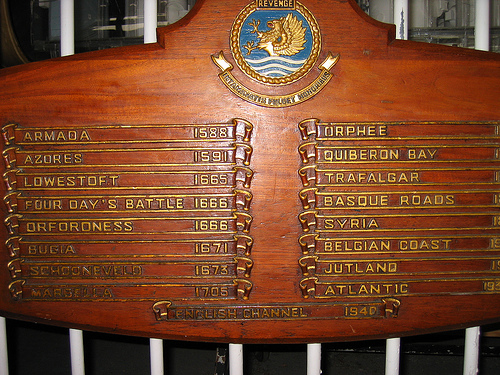 REVENGE
ARMADA 1588
AZORES 1591
LOWESTOFT 1665
FOUR DAY'S BATTLE 1666
ORFORDNESS 1666
BUGIA 1671
SCHOONEVELD 1673
MARBELLA 1705
ORPHEE
QUIBERON BAY
TRAFALGAR
BASQUE ROADS
SYRIA
BELGIAN COAST
JUTLAND
ATLANTIC
ENGLISH CHANNEL 1940